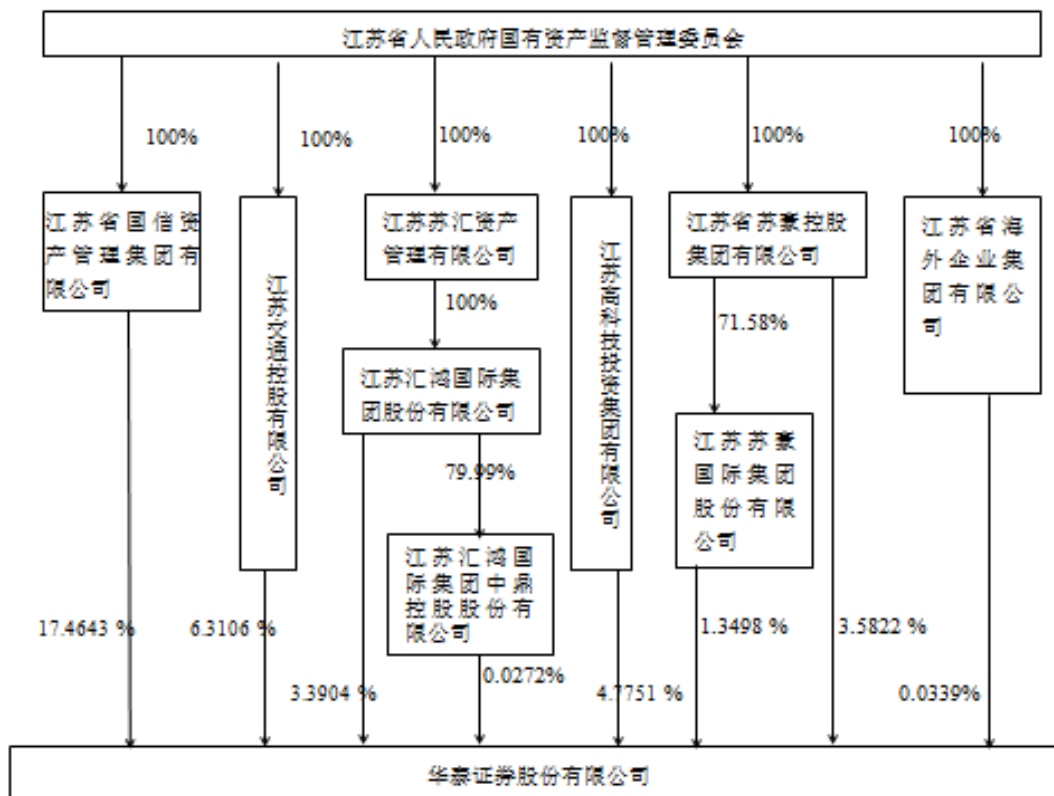 江苏省人民政府国有资产监督管理委员会
100%
100%
100%
100%
100%
100%
江苏省国信资
产管理集团有
限公司
江苏交通控股有限公司
江苏苏汇资产
管理有限公司
100%
江苏汇鸿国际集
团股份有限公司
79.99%
江苏汇鸿国
际集团中鼎
控股股份有
限公司
江苏高科技投资集团有限公司
江苏省苏豪控股
集团有限公司
71.58%
江苏苏豪
国际集团
股份有限
公司
江苏省海
外企业集
团有限公
司
17.4643 %
6.3106 %
3.3904 %
0.0272%
4.7751 %
1.3498 %
3.5822 %
0.0339%
华泰证券股份有限公司